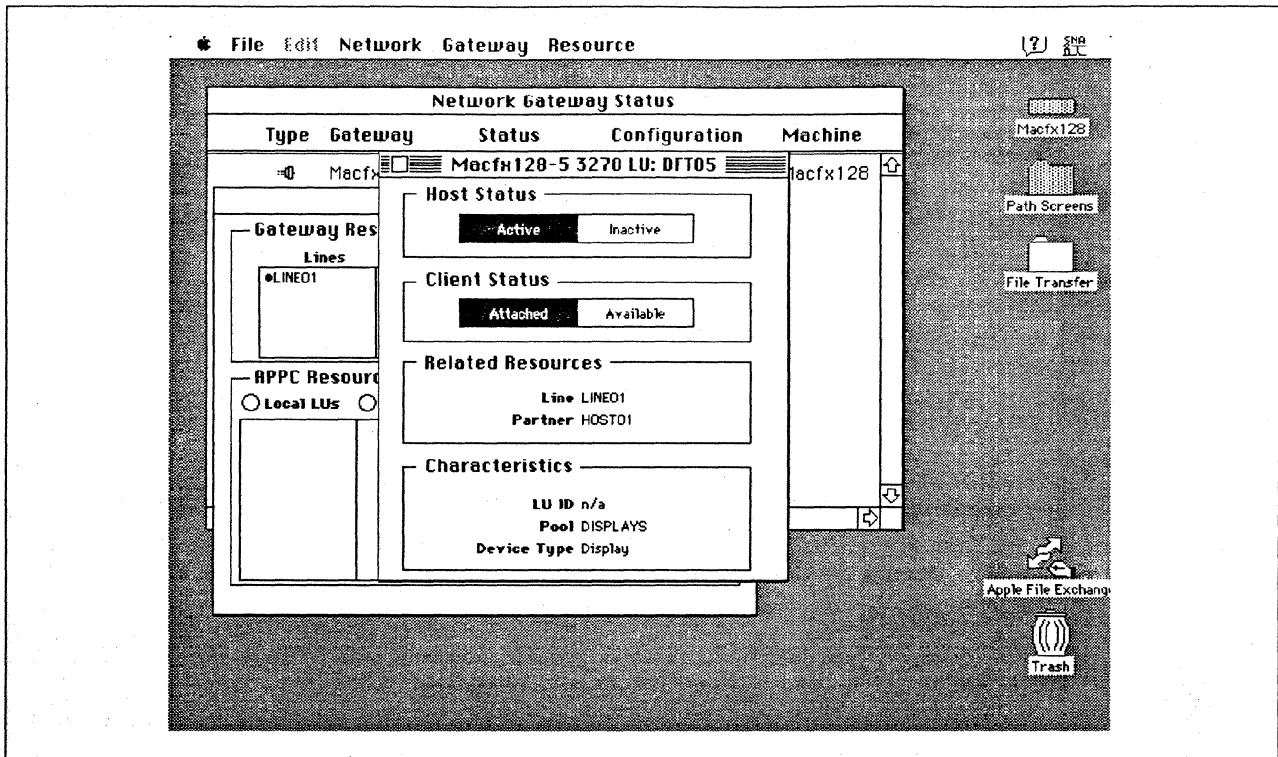 File Edit Network Gateway Resource
SNA
Network Gateway Status
Type Gateway Status Configuration Machine
Macfx128-5 3270 LU: DFT05
Macfx acfx128
Host Status
Active Inactive
Gateway Res
Lines
•LINE01
Client Status
Attached Available
Related Resources
Line LINE01
Partner HOST01
APPC Resourc
Local LUs
Characteristics
LU ID n/a
Pool DISPLAYS
Device Type Display
Macfx128
Path Screens
File Transfer
Apple File Exchang
Trash